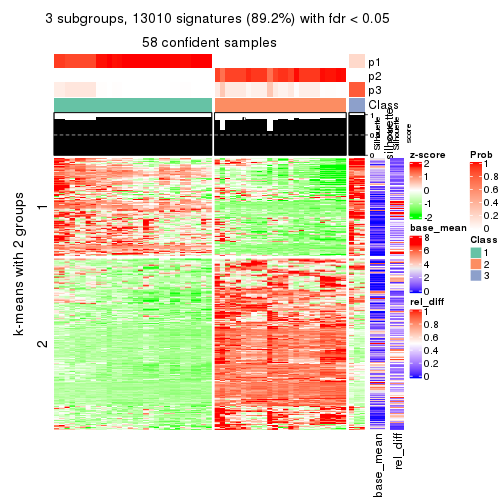 3 subgroups, 13010 signatures (89.2%) with fdr < 0.05
58 confident samples
p1
p2
p3
Class
1
0.5
0
Silhouette
silhouette
Silhouette
score
k-means with 2 groups
1
2
base_mean
rel_diff
z-score
2
1
0
-1
-2
base_mean
8
6
4
2
0
rel_diff
1
0.8
0.6
0.4
0.2
0
Prob
1
0.8
0.6
0.4
0.2
0
Class
1
2
3